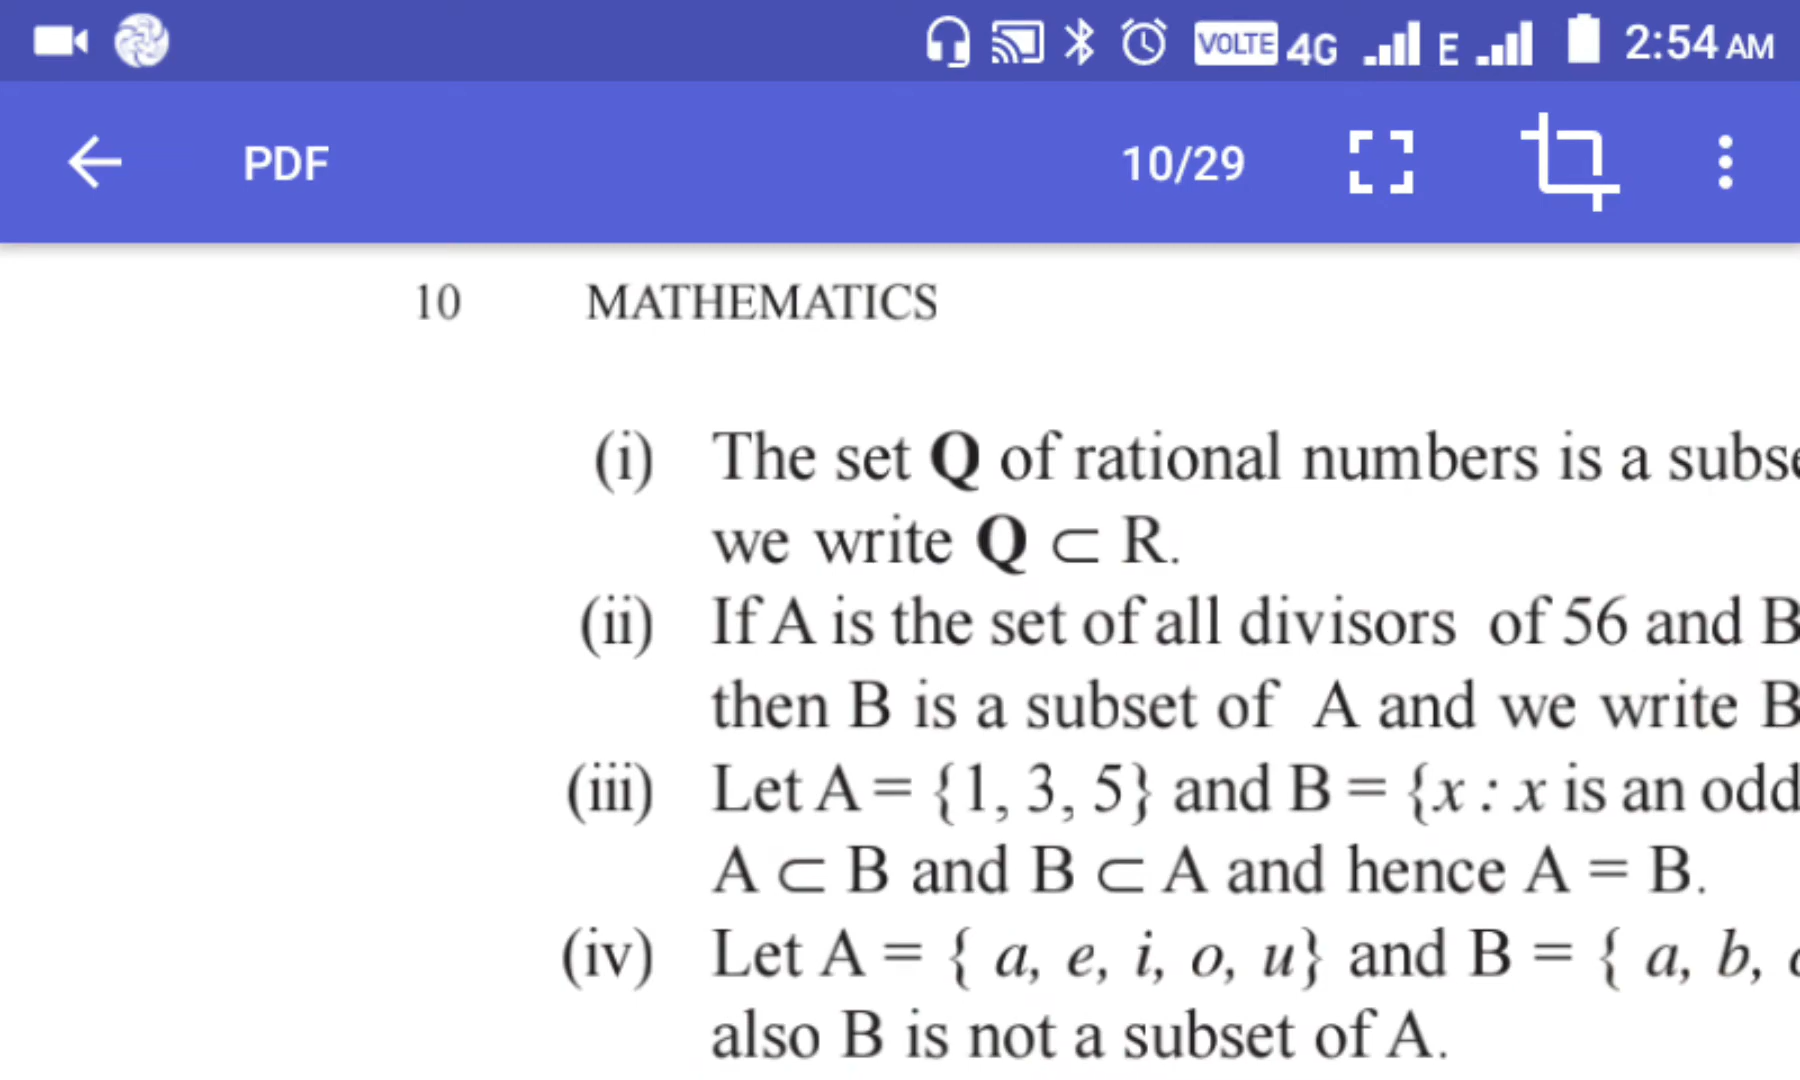 VOLTE 4G E 2:54 AM
PDF 10/29
10 MATHEMATICS
(i) The set Q of rational numbers is a subs
we write Q ⊂ R.
(ii) If A is the set of all divisors of 56 and B
then B is a subset of A and we write B
(iii) Let A = {1, 3, 5} and B = {x : x is an odd
A ⊂ B and B ⊂ A and hence A = B.
(iv) Let A = { a, e, i, o, u} and B = { a, b,
also B is not a subset of A.